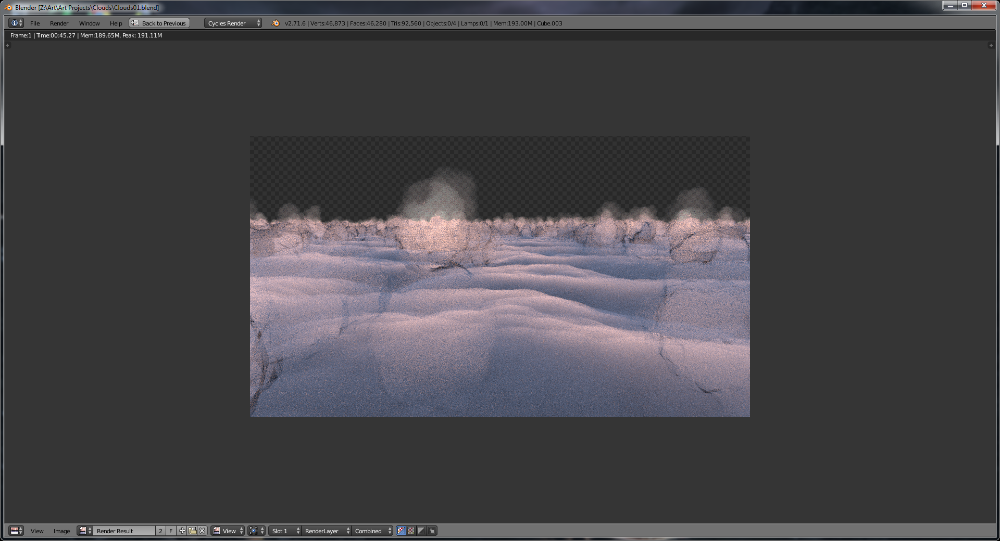 Blender [Z:\Art\Art Projects\Clouds\Clouds01.blend]
File Render Window Help Back to Previous Cycles Render v2.71.6 | Verts:46,873 | Faces:46,280 | Tris:92,560 | Objects:0/4 | Lamps:0/1 | Mem:193.00M | Cube.003
Frame:1 | Time:00:45.27 | Mem:189.65M, Peak: 191.11M
View Image Render Result 2 F View Slot 1 RenderLayer Combined